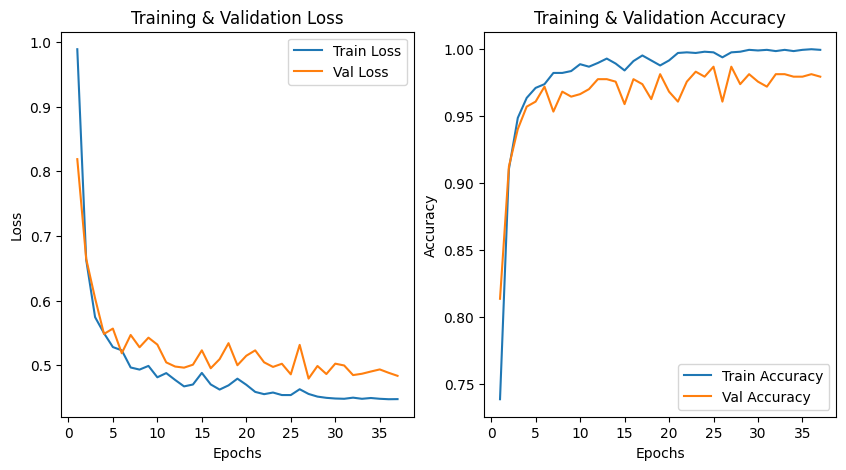 Training & Validation Loss
1.0
0.9
0.8
0.7
0.6
0.5
Loss
0
5
10
15
20
25
30
35
Epochs
Train Loss
Val Loss
Training & Validation Accuracy
1.00
0.95
0.90
0.85
0.80
0.75
Accuracy
0
5
10
15
20
25
30
35
Epochs
Train Accuracy
Val Accuracy